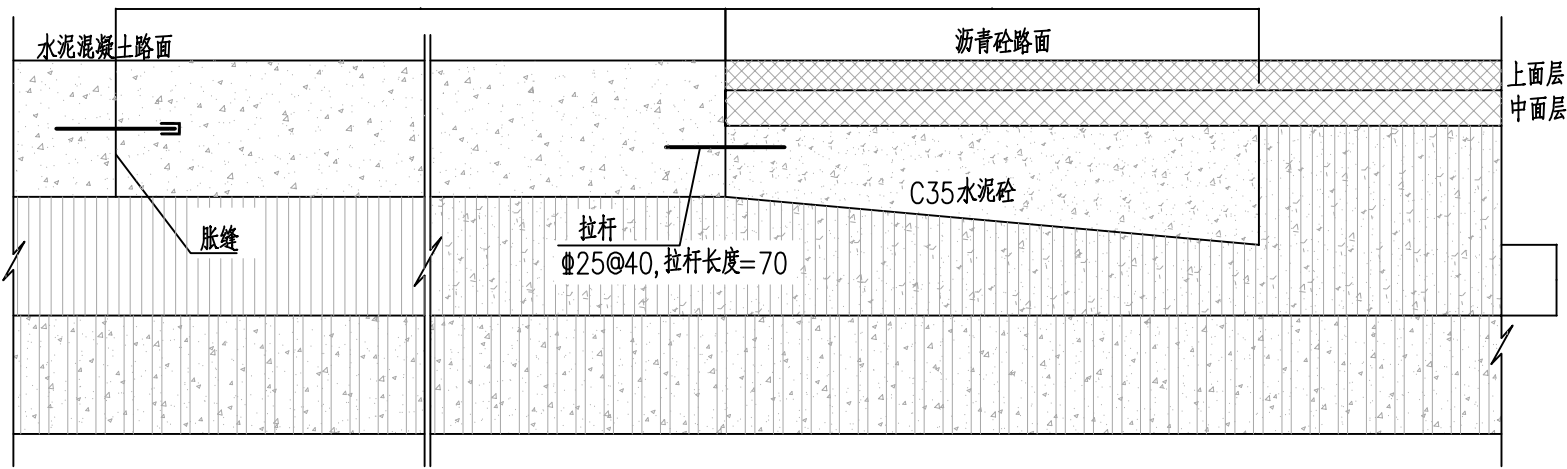 水泥混凝土路面
沥青砼路面
上面层
中面层
C35水泥砼
拉杆
胀缝
Φ25@40,拉杆长度=70